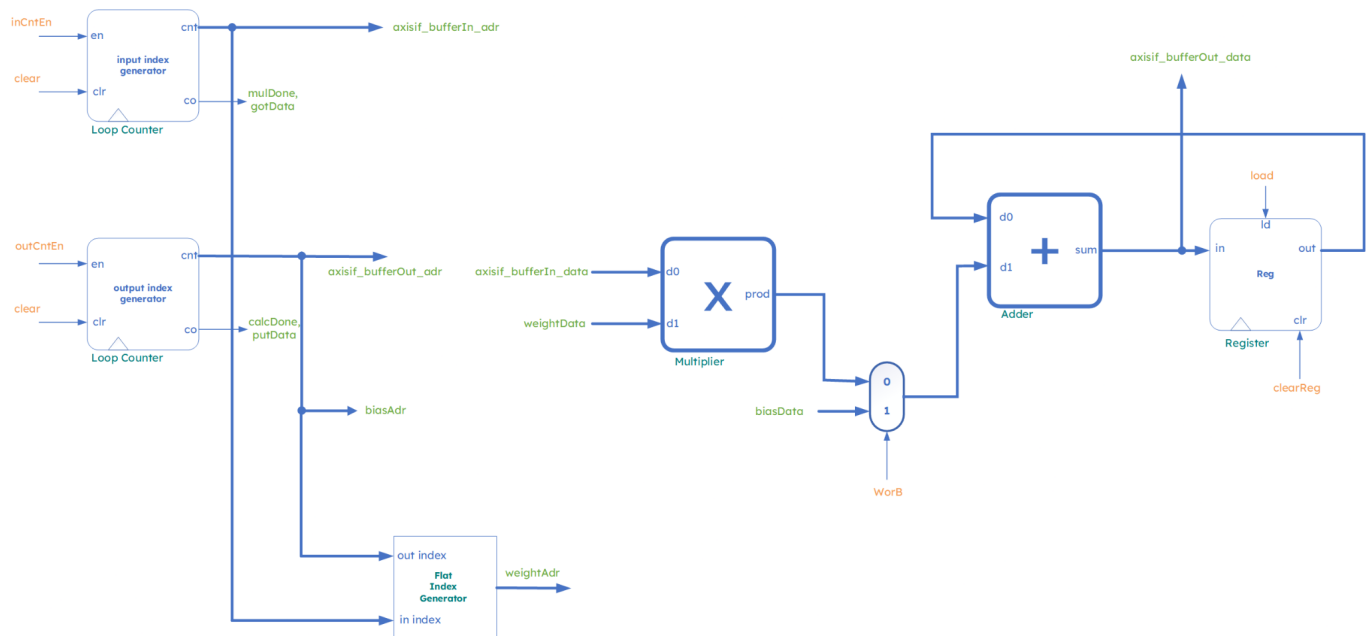 inCntEn
en
cnt
axisif_bufferIn_adr
input index
generator
clear
clr
co
mulDone,
gotData
Loop Counter
outCntEn
en
cnt
axisif_bufferOut_adr
output index
generator
clear
clr
co
calcDone,
putData
Loop Counter
biasAdr
out index
Flat
Index
Generator
in index
weightAdr
axisif_bufferIn_data
d0
X
prod
weightData
d1
Multiplier
biasData
0
1
WorB
axisif_bufferOut_data
d0
d1
+
sum
Adder
load
ld
in
out
Reg
clr
Register
clearReg